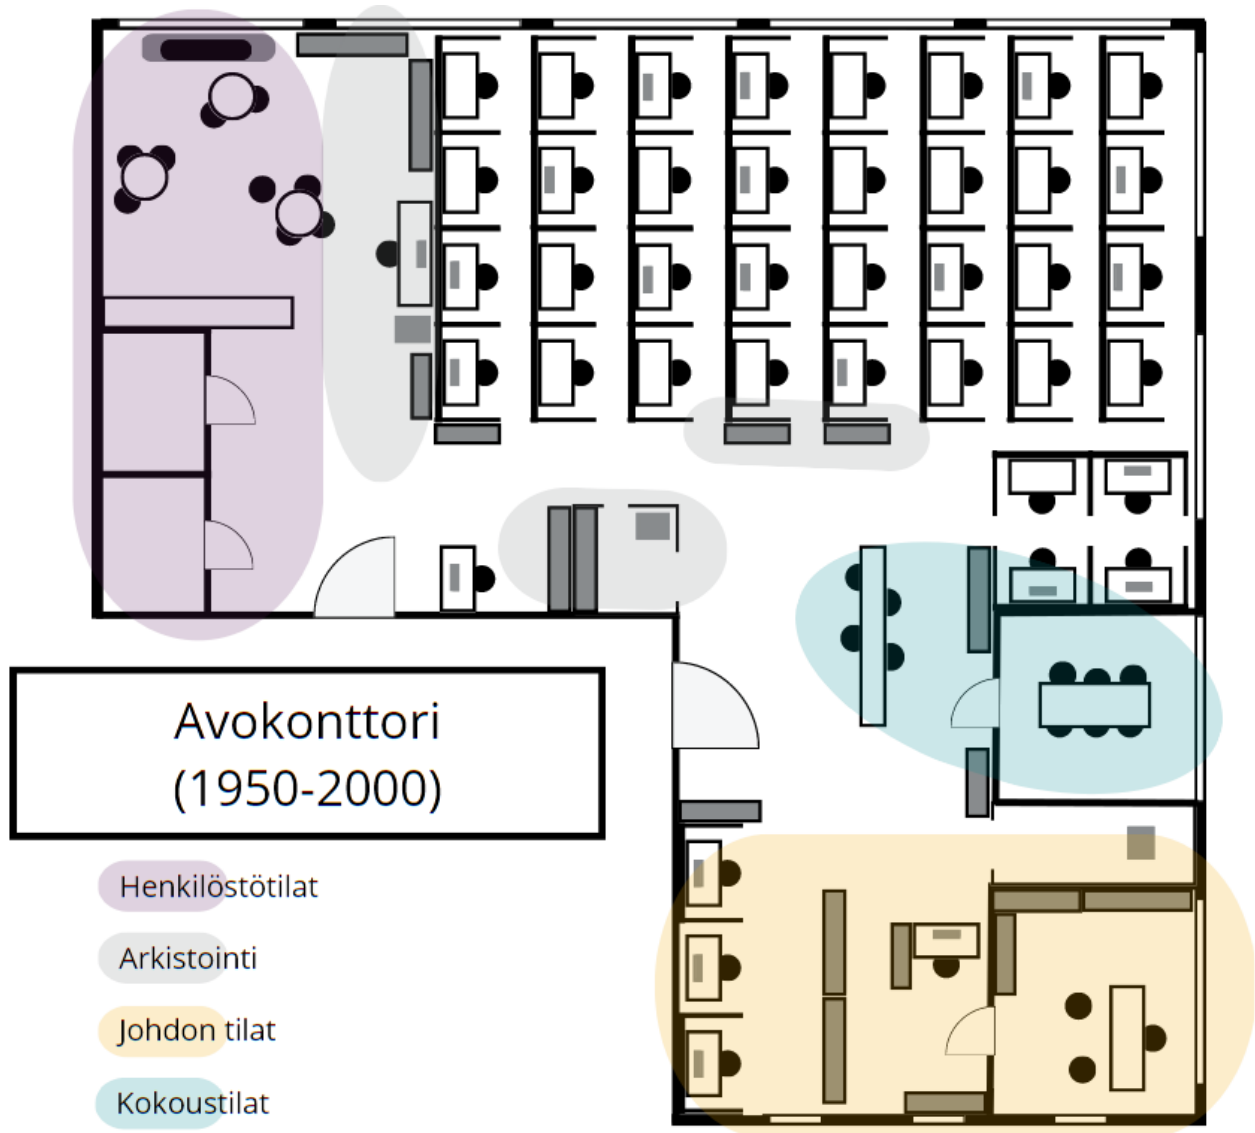 Avokonttori
(1950-2000)
Henkilöstötilat
Arkistointi
Johdon tilat
Kokoustilat